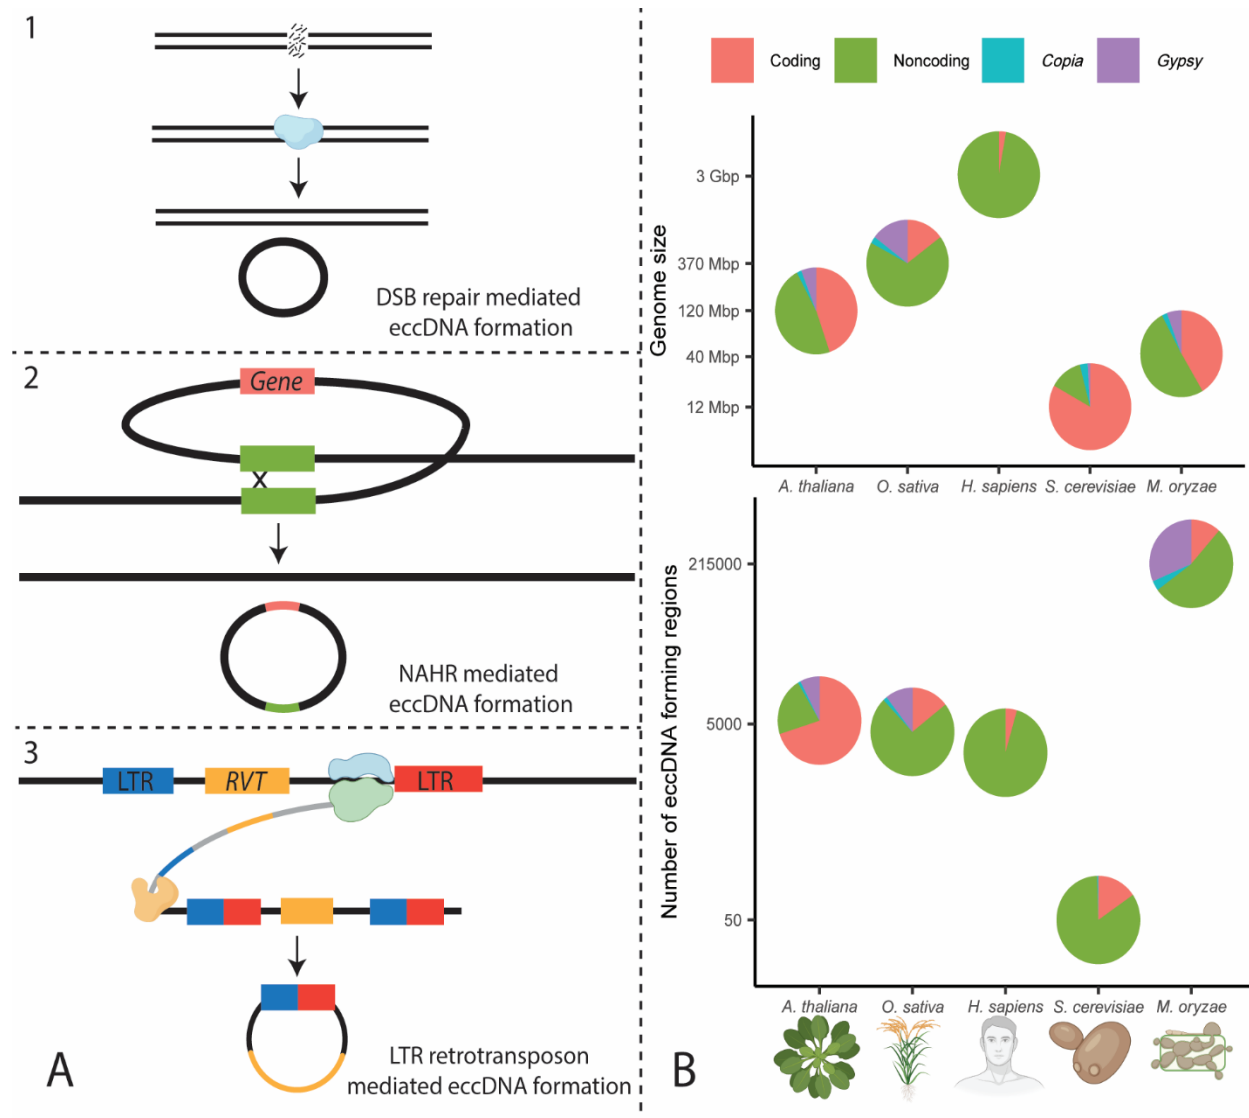 1
DSB repair mediated
eccDNA formation
2
Gene
X
NAHR mediated
eccDNA formation
3
LTR
RVT
LTR
LTR retrotransposon
mediated eccDNA formation
A
Coding
Noncoding
Copia
Gypsy
Genome size
3 Gbp
370 Mbp
120 Mbp
40 Mbp
12 Mbp
A. thaliana
O. sativa
H. sapiens
S. cerevisiae
M. oryzae
Number of eccDNA forming regions
215000
5000
50
A. thaliana
O. sativa
H. sapiens
S. cerevisiae
M. oryzae
B